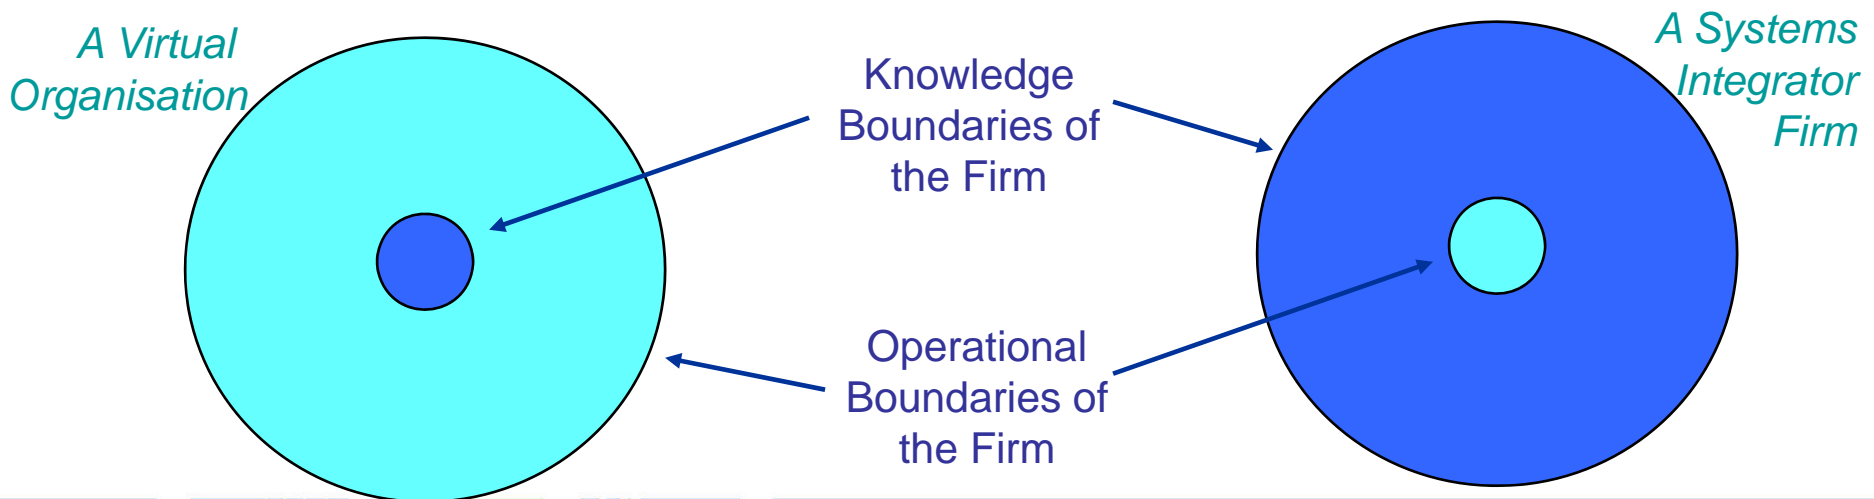 A Virtual
Organisation
Knowledge
Boundaries of
the Firm
Operational
Boundaries of
the Firm
A Systems
Integrator
Firm